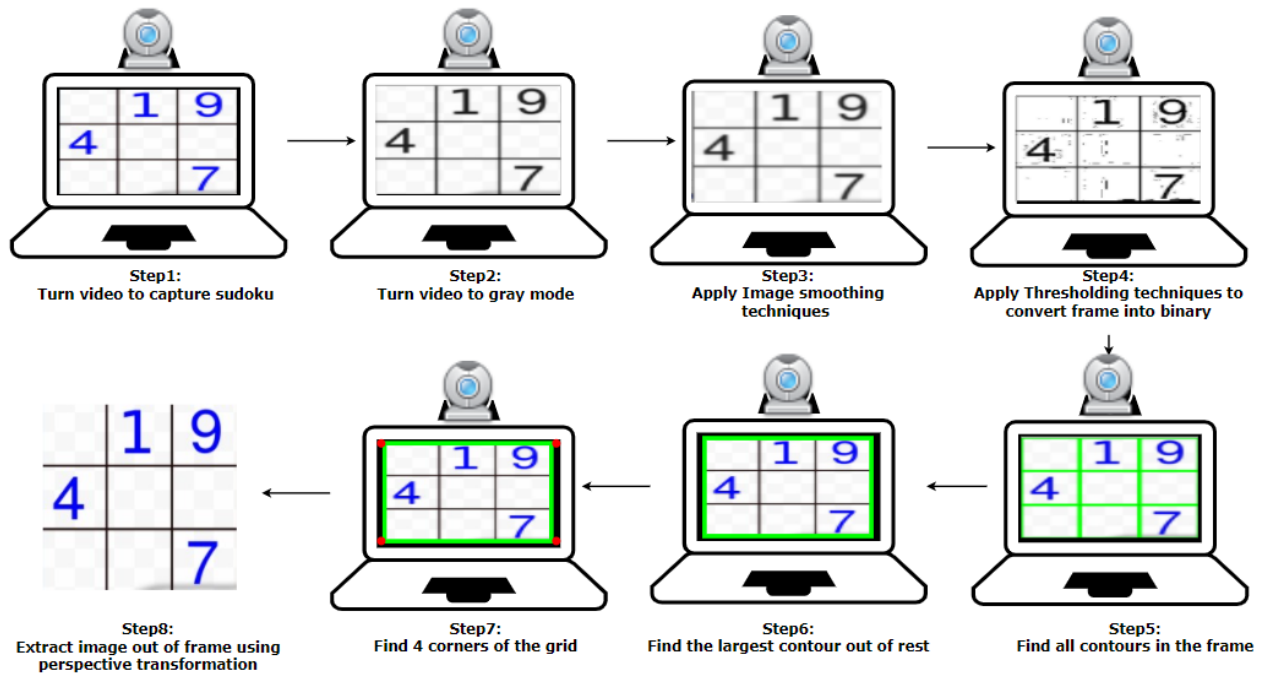 1 9
4
7
1 9
4
7
1 9
4
7
1 9
4
7
Step1:
Turn video to capture sudoku
Step2:
Turn video to gray mode
Step3:
Apply Image smoothing
techniques
Step4:
Apply Thresholding techniques to
convert frame into binary
1 9
4
7
1 9
4
7
1 9
4
7
1 9
4
7
Step8:
Extract image out of frame using
perspective transformation
Step7:
Find 4 corners of the grid
Step6:
Find the largest contour out of rest
Step5:
Find all contours in the frame